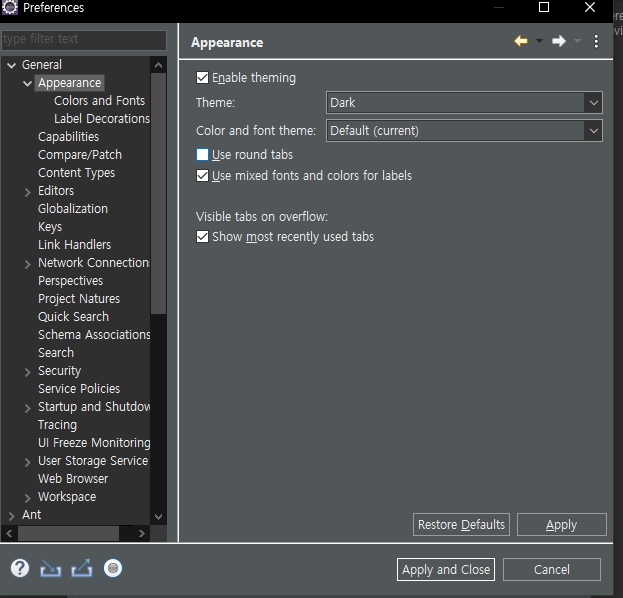 Preferences
type filter text
General
Appearance
Colors and Fonts
Label Decorations
Capabilities
Compare/Patch
Content Types
Editors
Globalization
Keys
Link Handlers
Network Connection
Perspectives
Project Natures
Quick Search
Schema Associations
Search
Security
Service Policies
Startup and Shutdow
Tracing
UI Freeze Monitoring
User Storage Service
Web Browser
Workspace
Ant
Appearance
Enable theming
Theme: Dark
Color and font theme: Default (current)
Use round tabs
Use mixed fonts and colors for labels
Visible tabs on overflow:
Show most recently used tabs
Restore Defaults Apply
Apply and Close Cancel